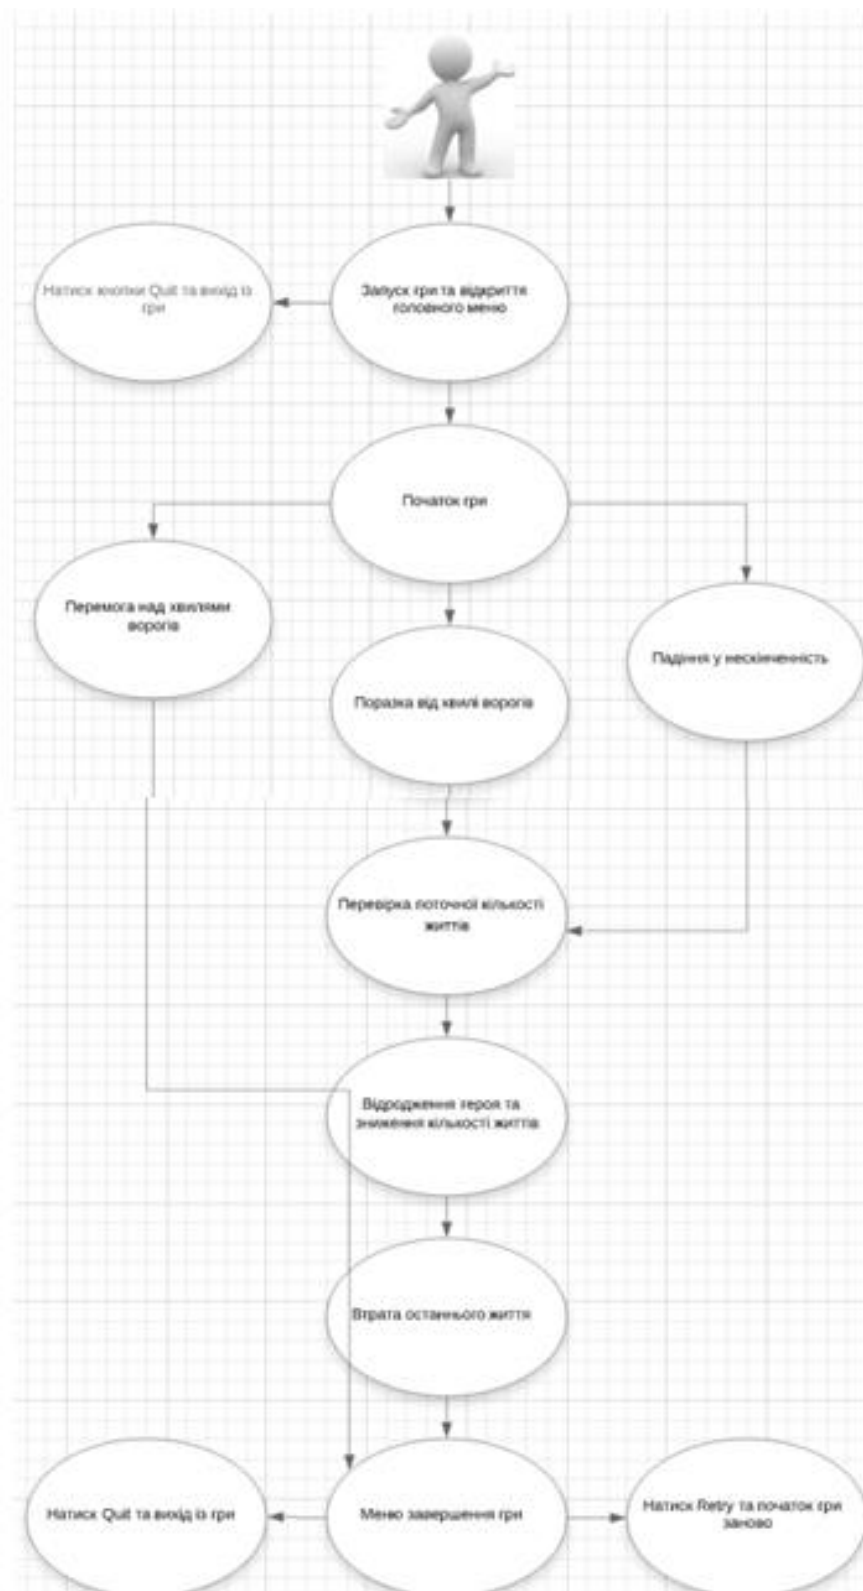 Натиск кнопки Quit та вихід із
гри
Запуск гри та відкриття
головного меню
Початок гри
Перемога над хвилями
ворогів
Поразка від хвилі ворогів
Падіння у нескінченність
Перевірка поточної кількості
життів
Відродження героя та
зниження кількості життів
Втрата останнього життя
Натиск Quit та вихід із гри
Меню завершення гри
Натиск Retry та початок гри
заново